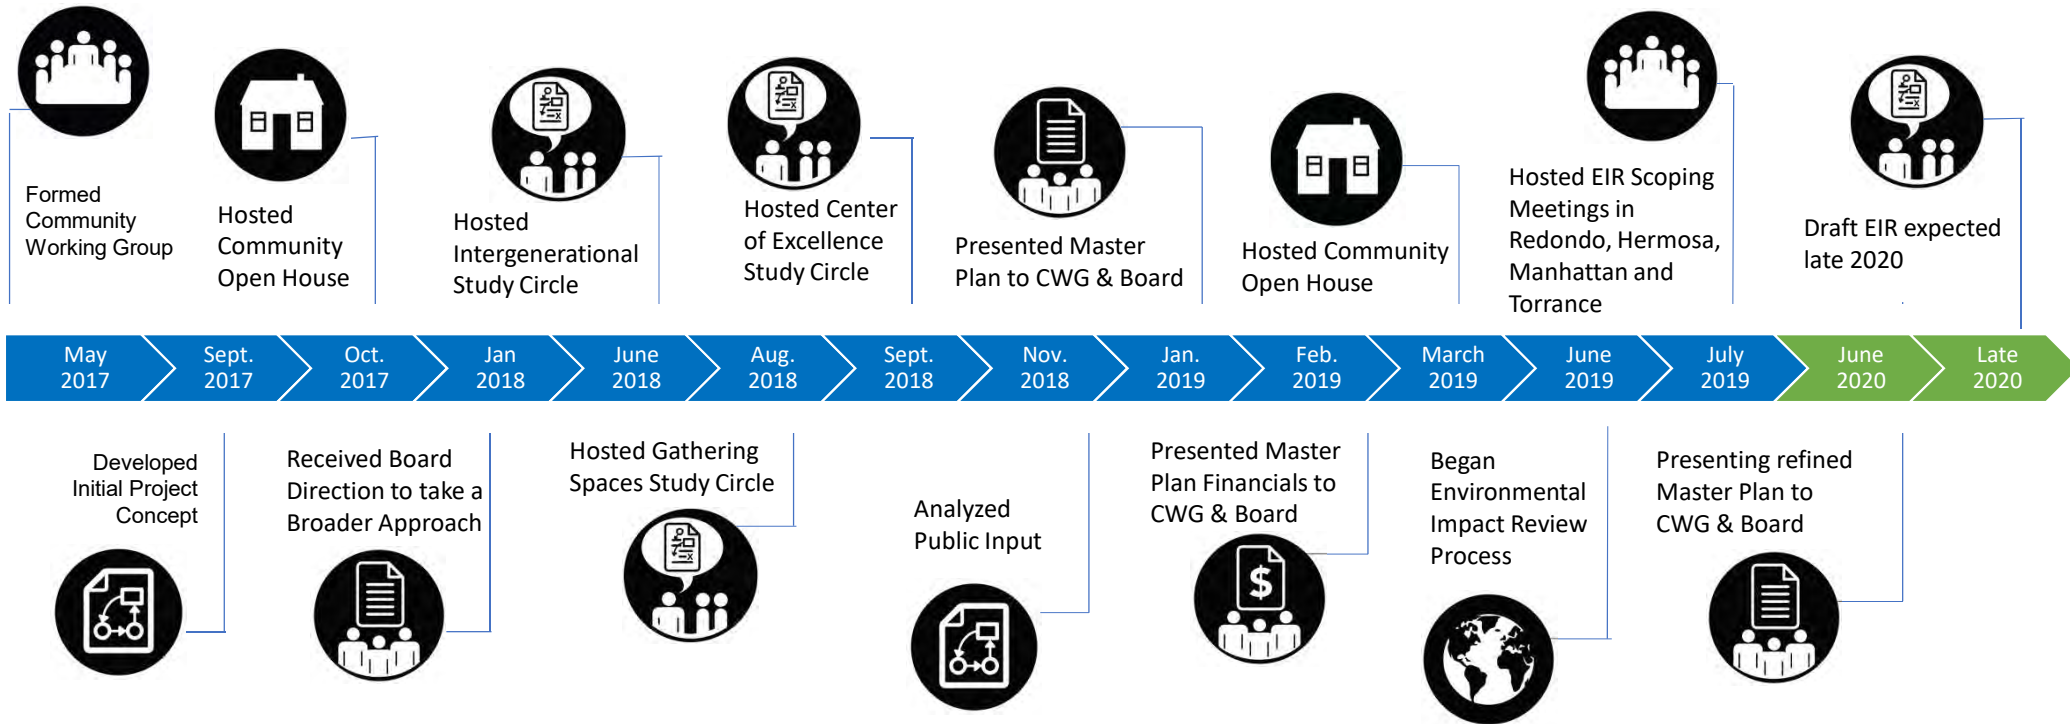 Formed
Community
Working Group
Hosted
Community
Open House
Hosted
Intergenerational
Study Circle
Hosted Center
of Excellence
Study Circle
Presented Master
Plan to CWG & Board
Hosted Community
Open House
Hosted EIR Scoping
Meetings in
Redondo, Hermosa,
Manhattan and
Torrance
Draft EIR expected
late 2020
May
2017
Sept.
2017
Oct.
2017
Jan
2018
June
2018
Aug.
2018
Sept.
2018
Nov.
2018
Jan.
2019
Feb.
2019
March
2019
June
2019
July
2019
June
2020
Late
2020
Developed
Initial Project
Concept
Received Board
Direction to take a
Broader Approach
Hosted Gathering
Spaces Study Circle
Analyzed
Public Input
Presented Master
Plan Financials to
CWG & Board
$
Began
Environmental
Impact Review
Process
Presenting refined
Master Plan to
CWG & Board